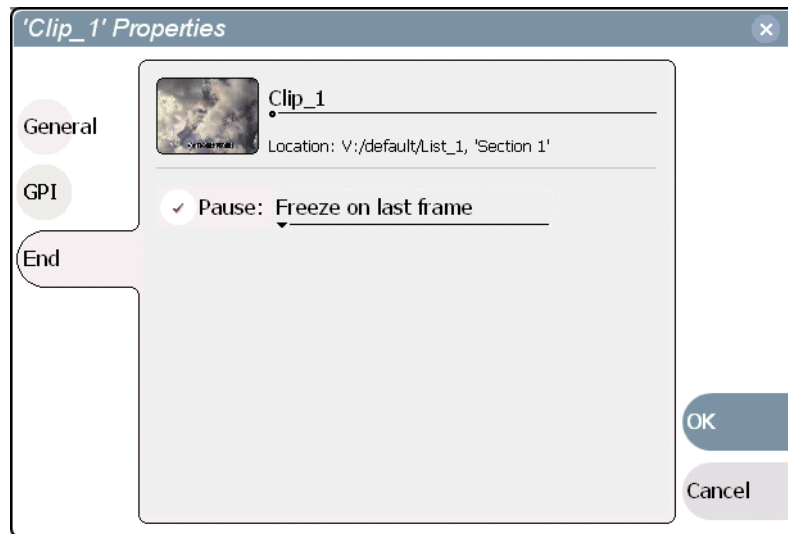 'Clip_1' Properties
General
GPI
End
Clip_1
Location: V:/default/List_1, 'Section 1'
Pause: Freeze on last frame
OK
Cancel